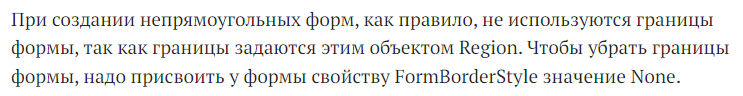 При создании непрямоугольных форм, как правило, не используются границы
формы, так как границы задаются этим объектом Region. Чтобы убрать границы
формы, надо присвоить у формы свойству FormBorderStyle значение None.